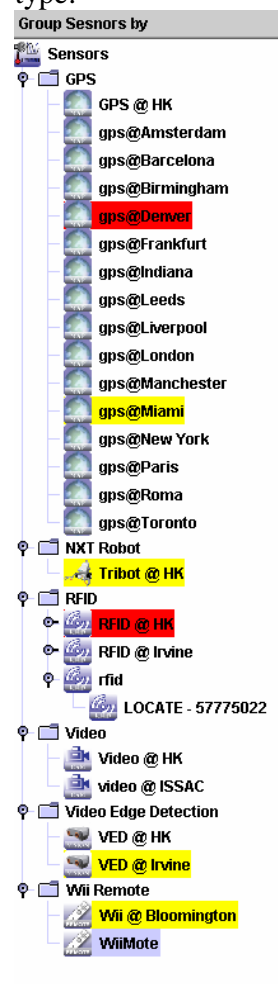 type.
Group Sesnors by
Sensors
GPS
GPS @ HK
gps@Amsterdam
gps@Barcelona
gps@Birmingham
gps@Denver
gps@Frankfurt
gps@Indiana
gps@Leeds
gps@Liverpool
gps@London
gps@Manchester
gps@Miami
gps@New York
gps@Paris
gps@Roma
gps@Toronto
NXT Robot
Tribot @ HK
RFID
RFID @ HK
RFID @ Irvine
rfid
LOCATE - 57775022
Video
Video @ HK
video @ ISSAC
Video Edge Detection
VED @ HK
VED @ Irvine
Wii Remote
Wii @ Bloomington
WiiMote